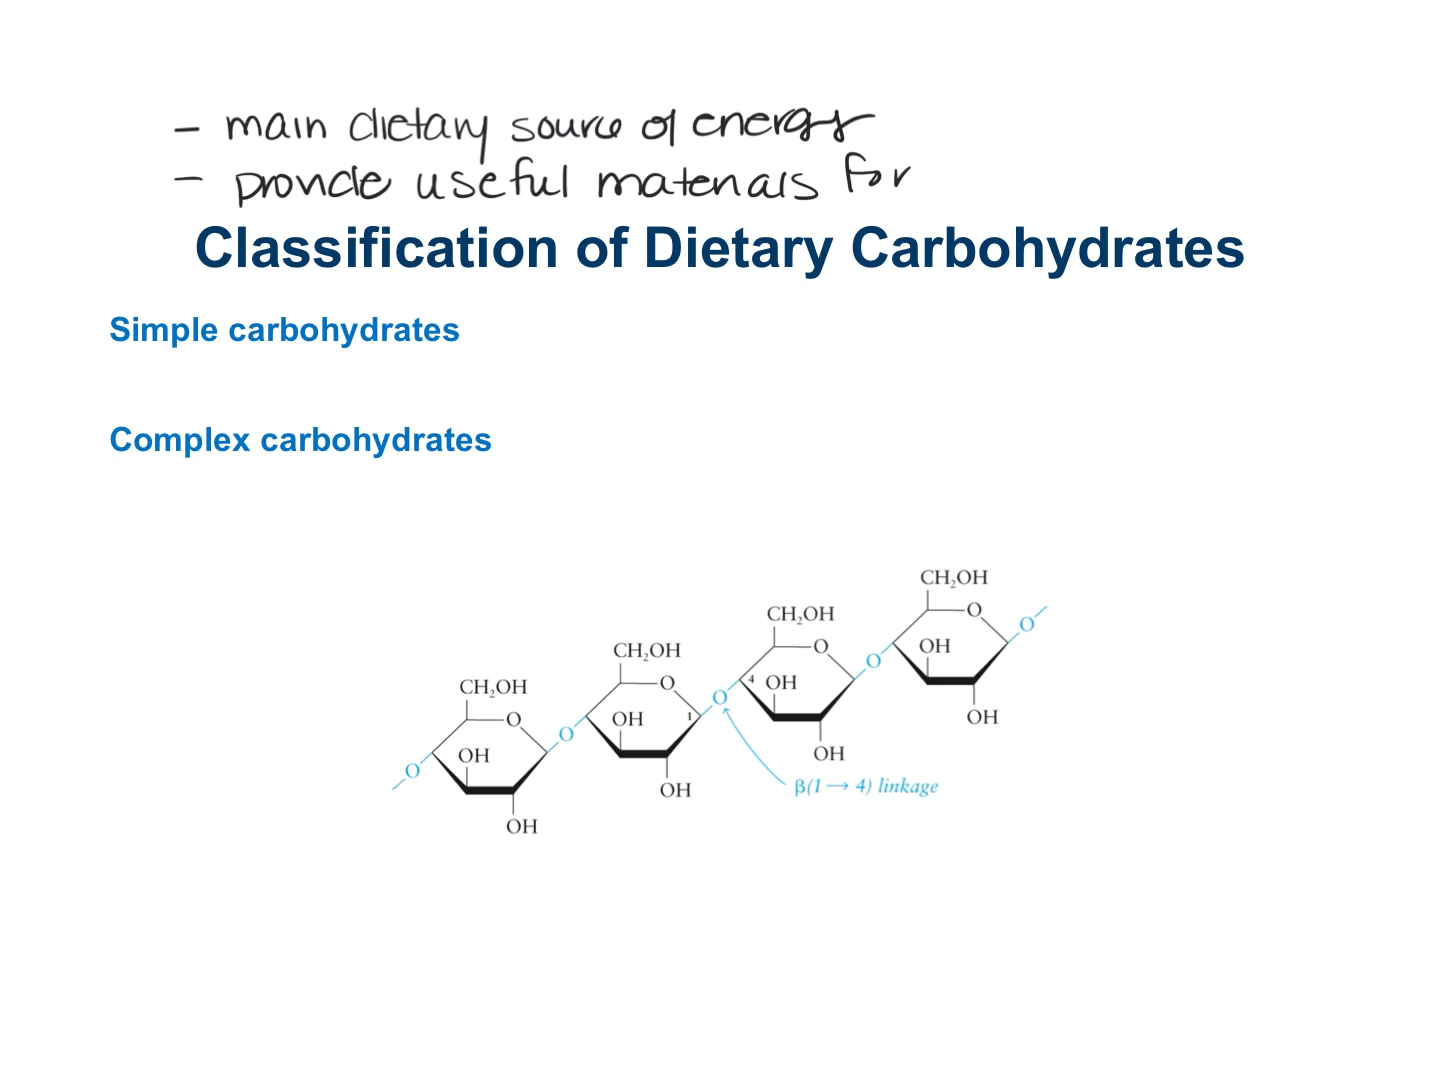 – main dietary source of energy
– provide useful materials for
Classification of Dietary Carbohydrates
Simple carbohydrates
Complex carbohydrates
CH₂OH
O
OH
O
CH₂OH
O
OH
1
O
4
CH₂OH
O
OH
O
CH₂OH
O
OH
O
OH
OH
β(1 → 4) linkage
OH
O
OH